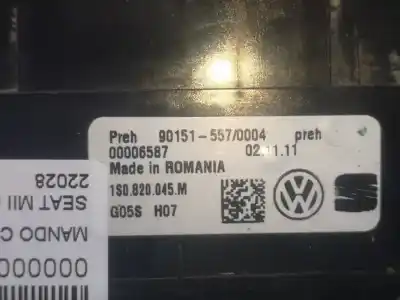 Preh 90151-557/0004 preh
00006587 02.11.11
Made in ROMANIA
1S0.820.045.M
G05S H07
22028
SEAT MII
MANDO C
000000